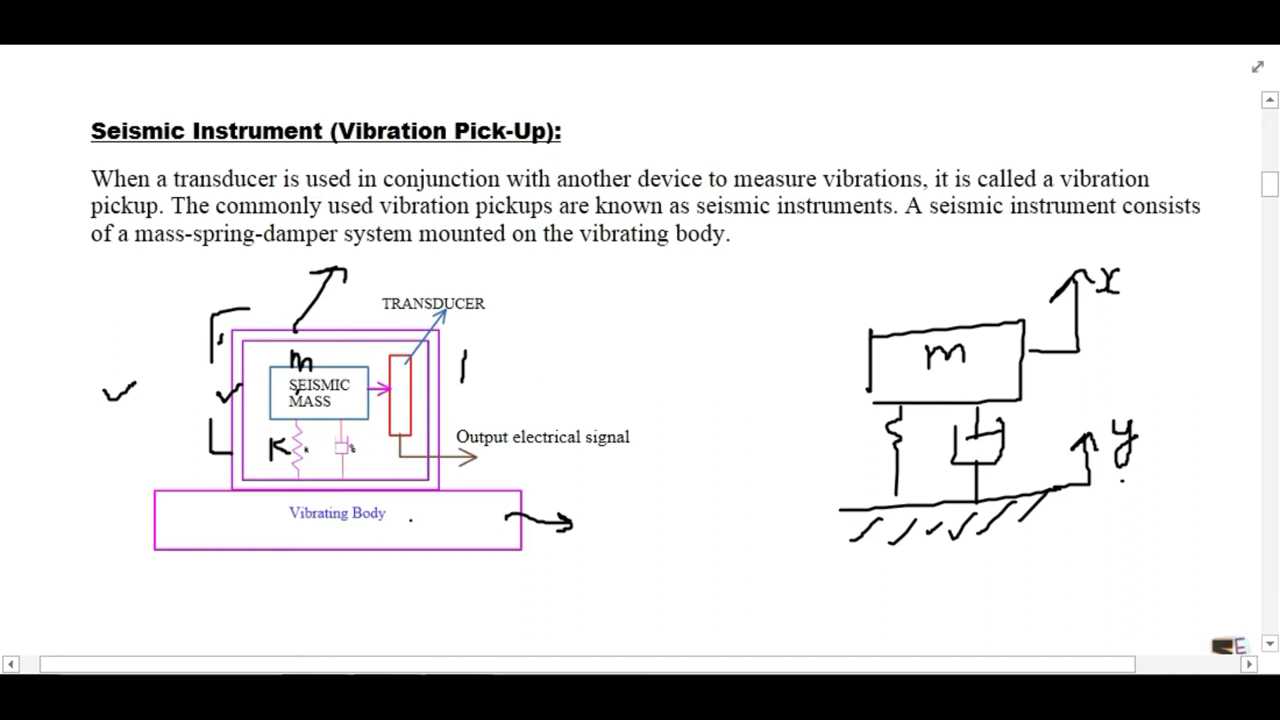 Seismic Instrument (Vibration Pick-Up):
When a transducer is used in conjunction with another device to measure vibrations, it is called a vibration
pickup. The commonly used vibration pickups are known as seismic instruments. A seismic instrument consists
of a mass-spring-damper system mounted on the vibrating body.
TRANSDUCER
m
SEISMIC
MASS
K
k
Output electrical signal
Vibrating Body
x
m
y